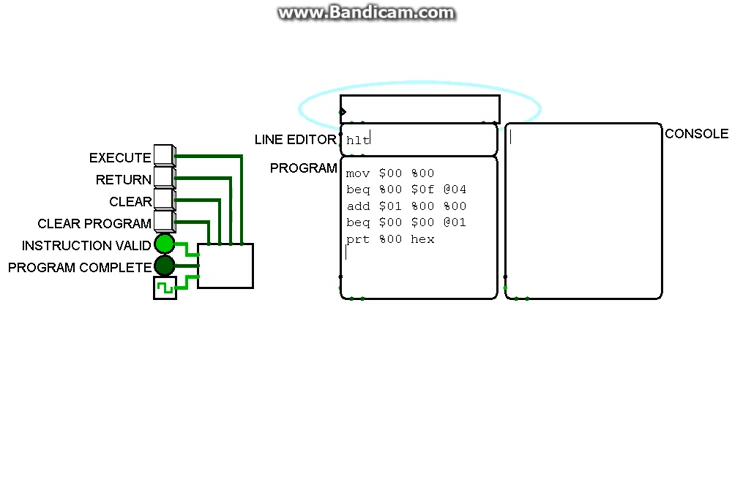 www.Bandicam.com
LINE EDITOR
hlt
CONSOLE
EXECUTE
RETURN
CLEAR
CLEAR PROGRAM
INSTRUCTION VALID
PROGRAM COMPLETE
PROGRAM
mov $00 %00
beq %00 $0f @04
add $01 %00 %00
beq $00 $00 @01
prt %00 hex